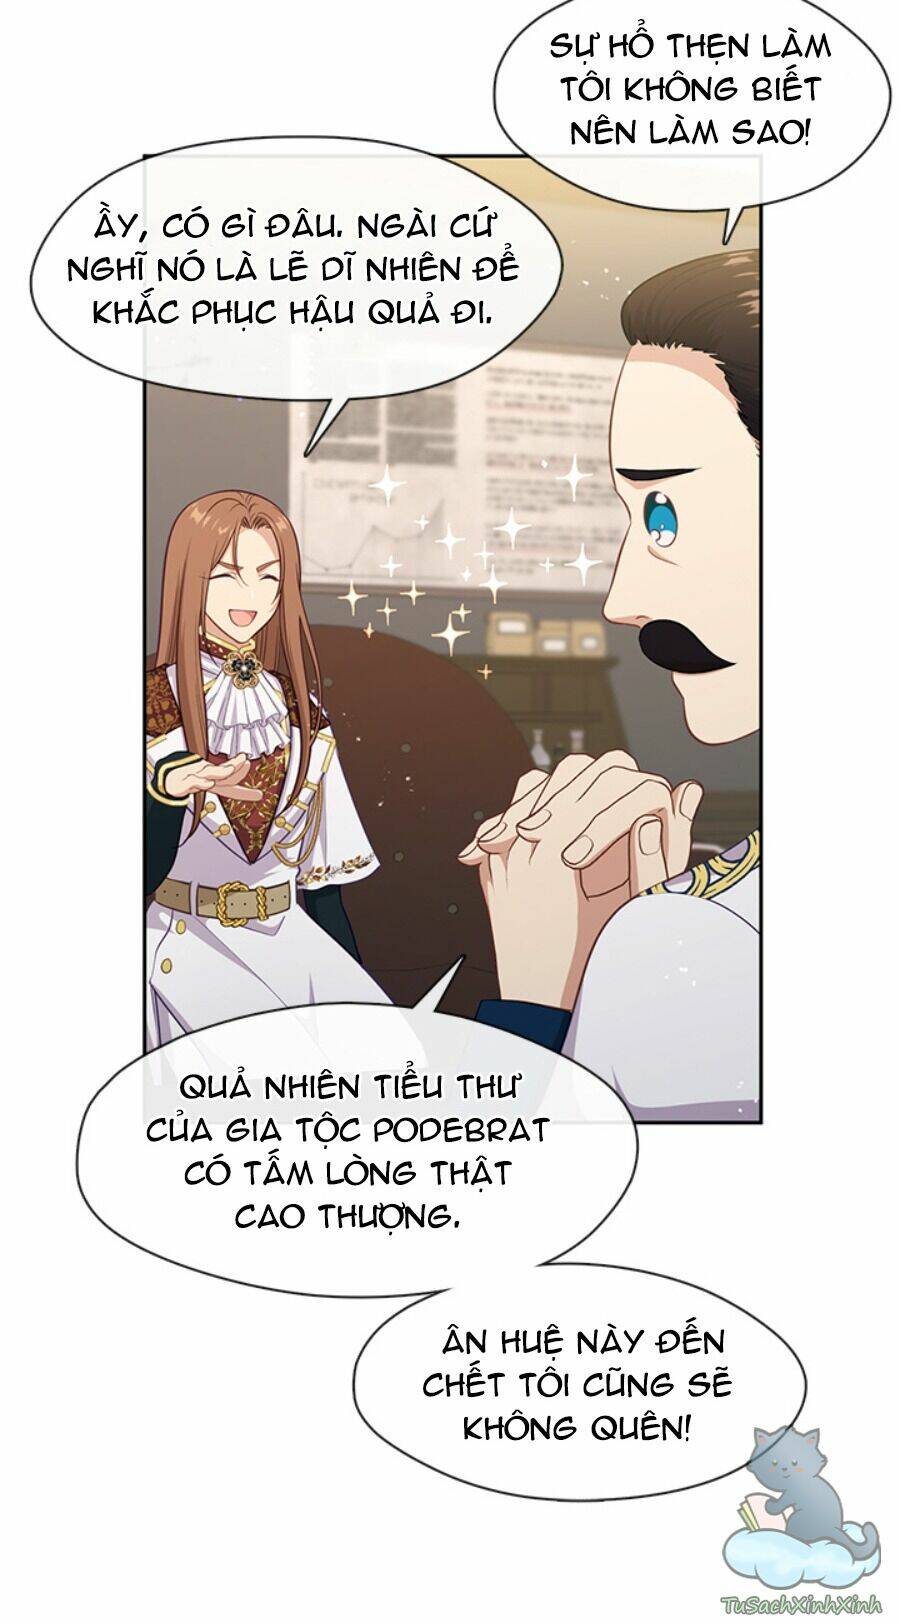 SỰ HỔ THẸN LÀM
TÔI KHÔNG BIẾT
NÊN LÀM SAO!
ẦY, CÓ GÌ ĐÂU. NGÀI CỨ
NGHĨ NÓ LÀ LẼ DĨ NHIÊN ĐỂ
KHẮC PHỤC HẬU QUẢ ĐI.
QUẢ NHIÊN TIỂU THƯ
CỦA GIA TỘC PODEBRAT
CÓ TẤM LÒNG THẬT
CAO THƯỢNG.
ÂN HUỆ NÀY ĐẾN
CHẾT TÔI CŨNG SẼ
KHÔNG QUÊN!
TuSachXinhXinh